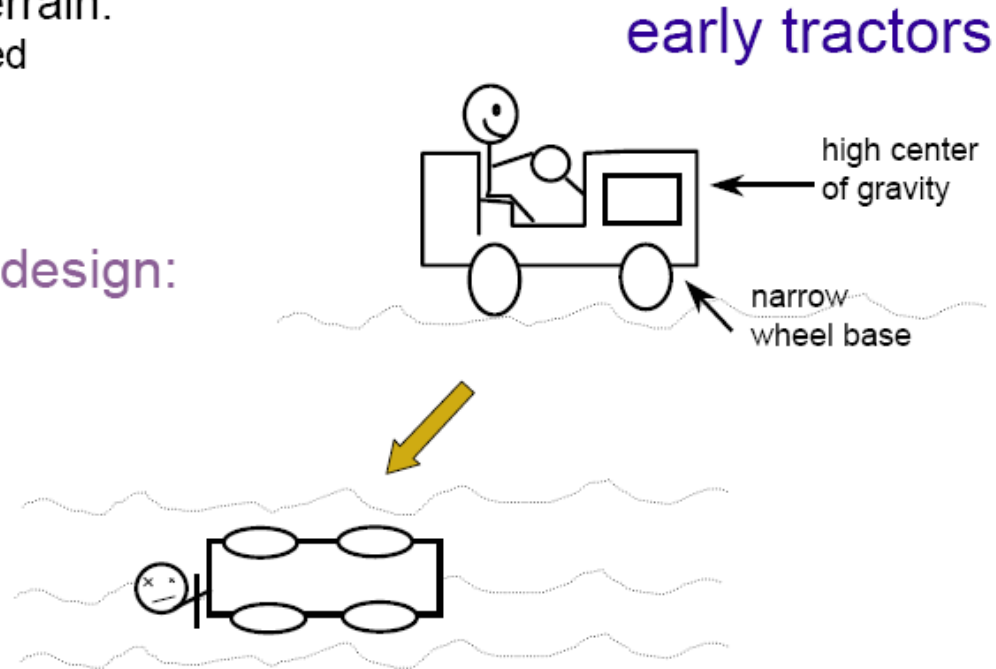 errain.
early tractors
ed
high center
of gravity
design:
narrow
wheel base